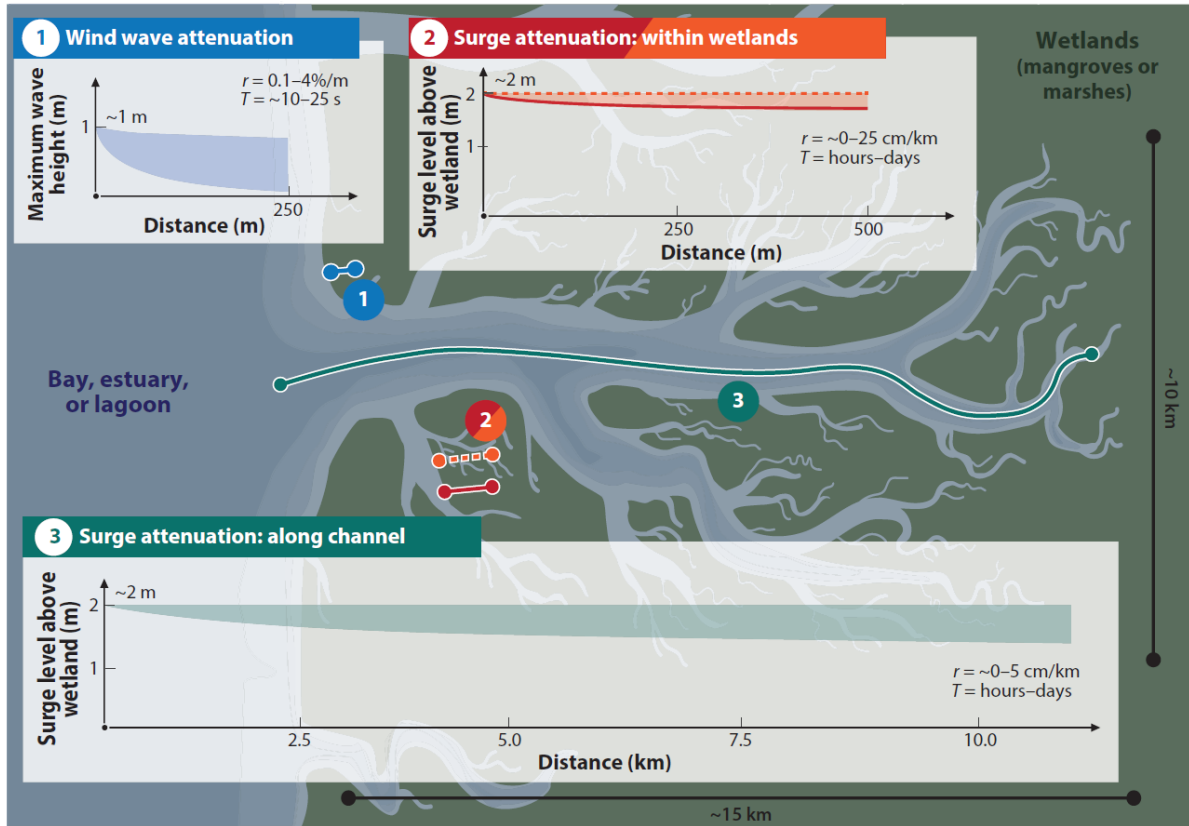 1 Wind wave attenuation
Maximum wave
height (m)
1
~1 m
r = 0.1–4%/m
T = ~10–25 s
250
Distance (m)
2 Surge attenuation: within wetlands
Surge level above
wetland (m)
2
1
~2 m
r = ~0–25 cm/km
T = hours–days
250
500
Distance (m)
Wetlands
(mangroves or
marshes)
1
Bay, estuary,
or lagoon
2
3
~10 km
3 Surge attenuation: along channel
Surge level above
wetland (m)
2
1
~2 m
r = ~0–5 cm/km
T = hours–days
2.5
5.0
7.5
10.0
Distance (km)
~15 km